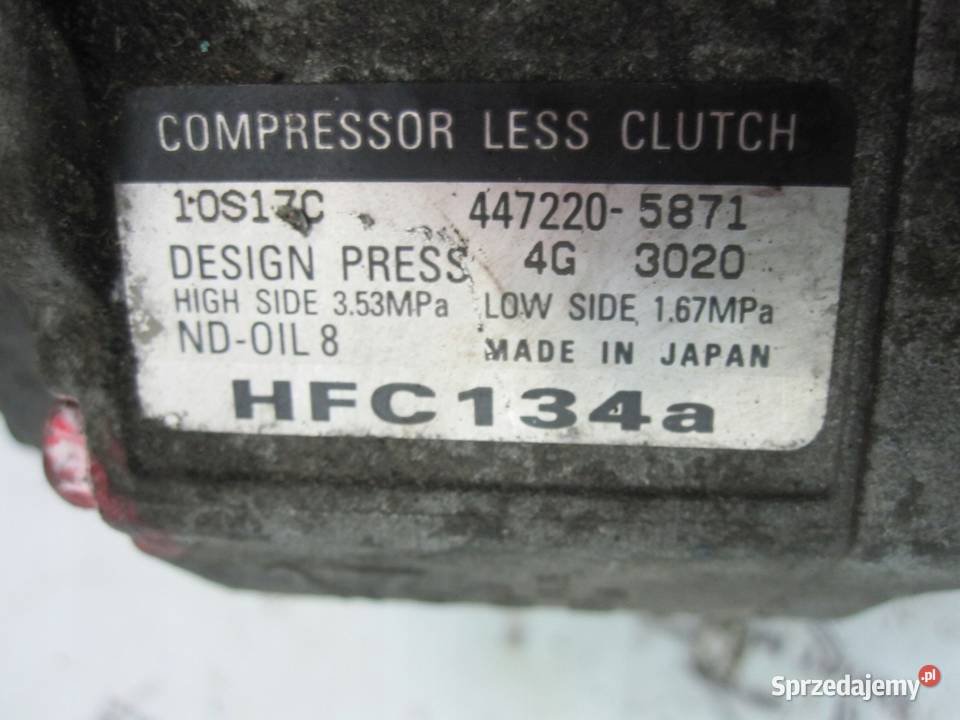 COMPRESSOR LESS CLUTCH
10S17C 447220-5871
DESIGN PRESS 4G 3020
HIGH SIDE 3.53MPa LOW SIDE 1.67MPa
ND-OIL 8 MADE IN JAPAN
HFC134a
Sprzedajemy.pl